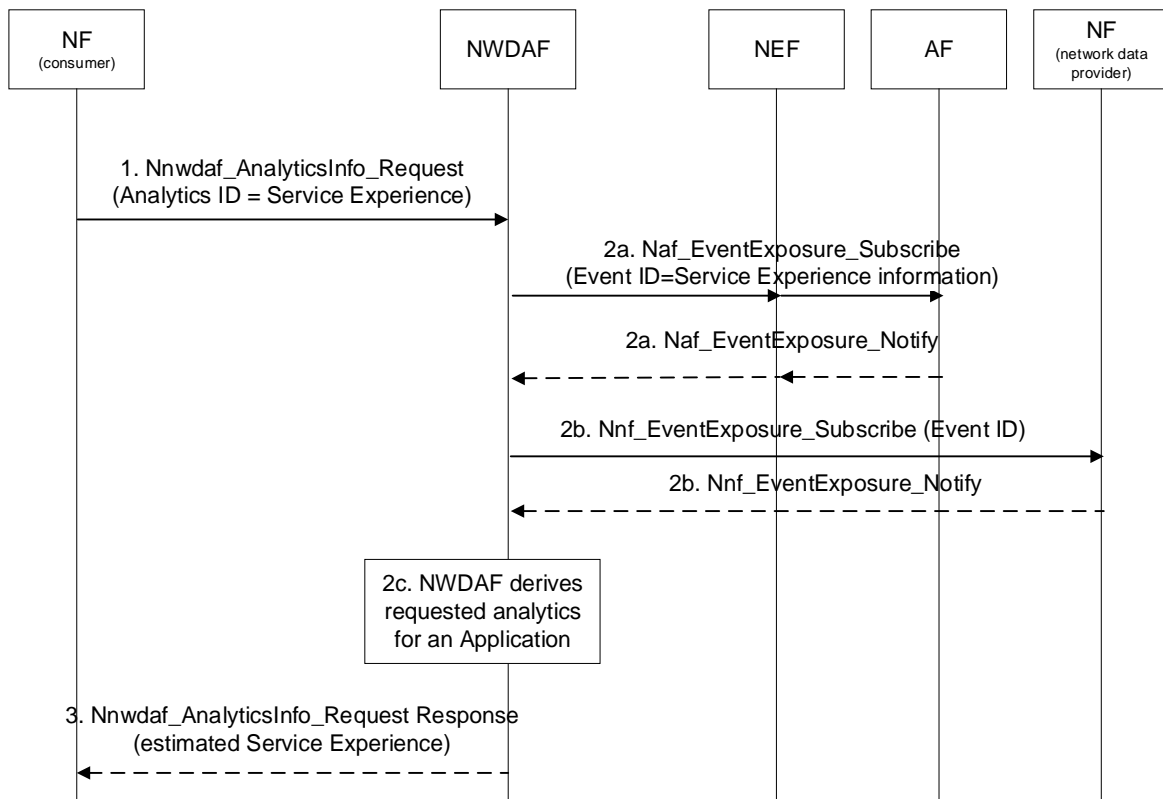 NF
(consumer)
NWDAF
NEF
AF
NF
(network data
provider)
1. Nnwdaf_AnalyticsInfo_Request
(Analytics ID = Service Experience)
2a. Naf_EventExposure_Subscribe
(Event ID=Service Experience information)
2a. Naf_EventExposure_Notify
2b. Nnf_EventExposure_Subscribe (Event ID)
2b. Nnf_EventExposure_Notify
2c. NWDAF derives
requested analytics
for an Application
3. Nnwdaf_AnalyticsInfo_Request Response
(estimated Service Experience)